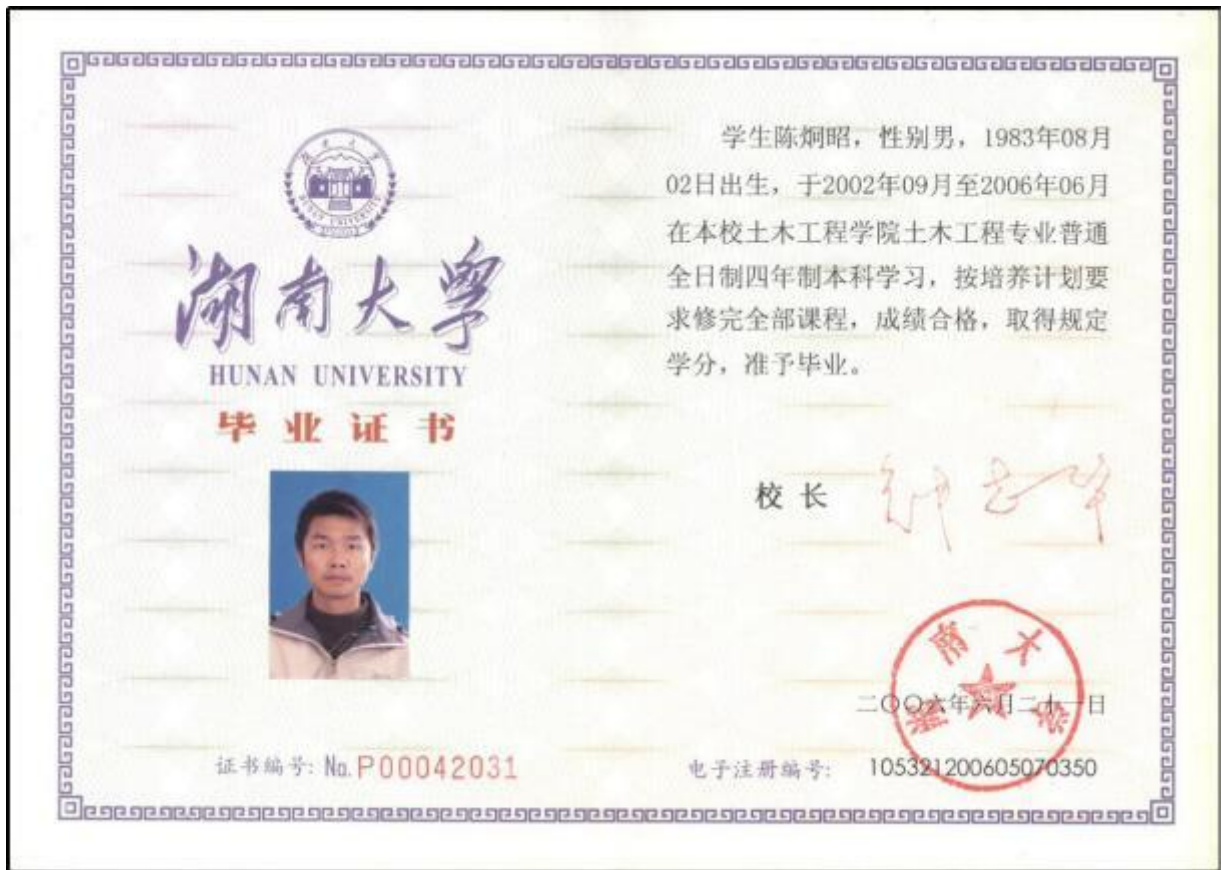 湖南大学
HUNAN UNIVERSITY
毕业证书
证书编号: No. P00042031
学生陈炯昭，性别男，1983年08月
02日出生，于2002年09月至2006年06月
在本校土木工程学院土木工程专业普通
全日制四年制本科学习，按培养计划要
求修完全部课程，成绩合格，取得规定
学分，准予毕业。
校长
湖南大学
二〇〇六年六月二十一日
电子注册编号: 105321200605070350